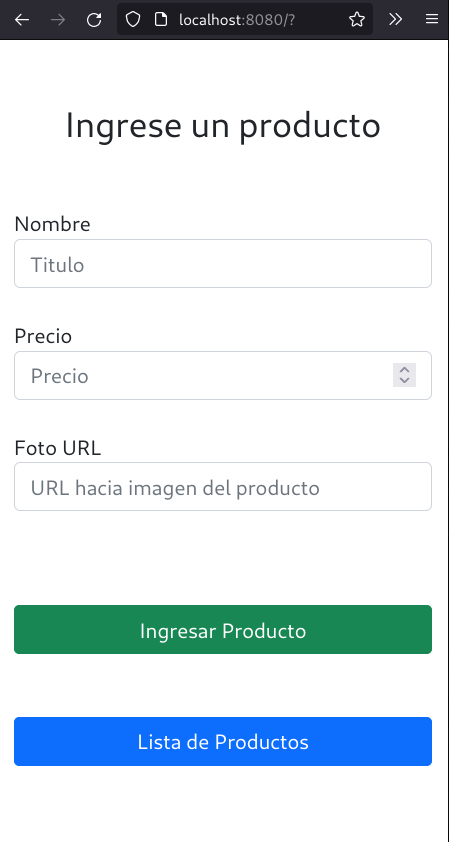 localhost:8080/?
Ingrese un producto
Nombre
Titulo
Precio
Precio
Foto URL
URL hacia imagen del producto
Ingresar Producto
Lista de Productos